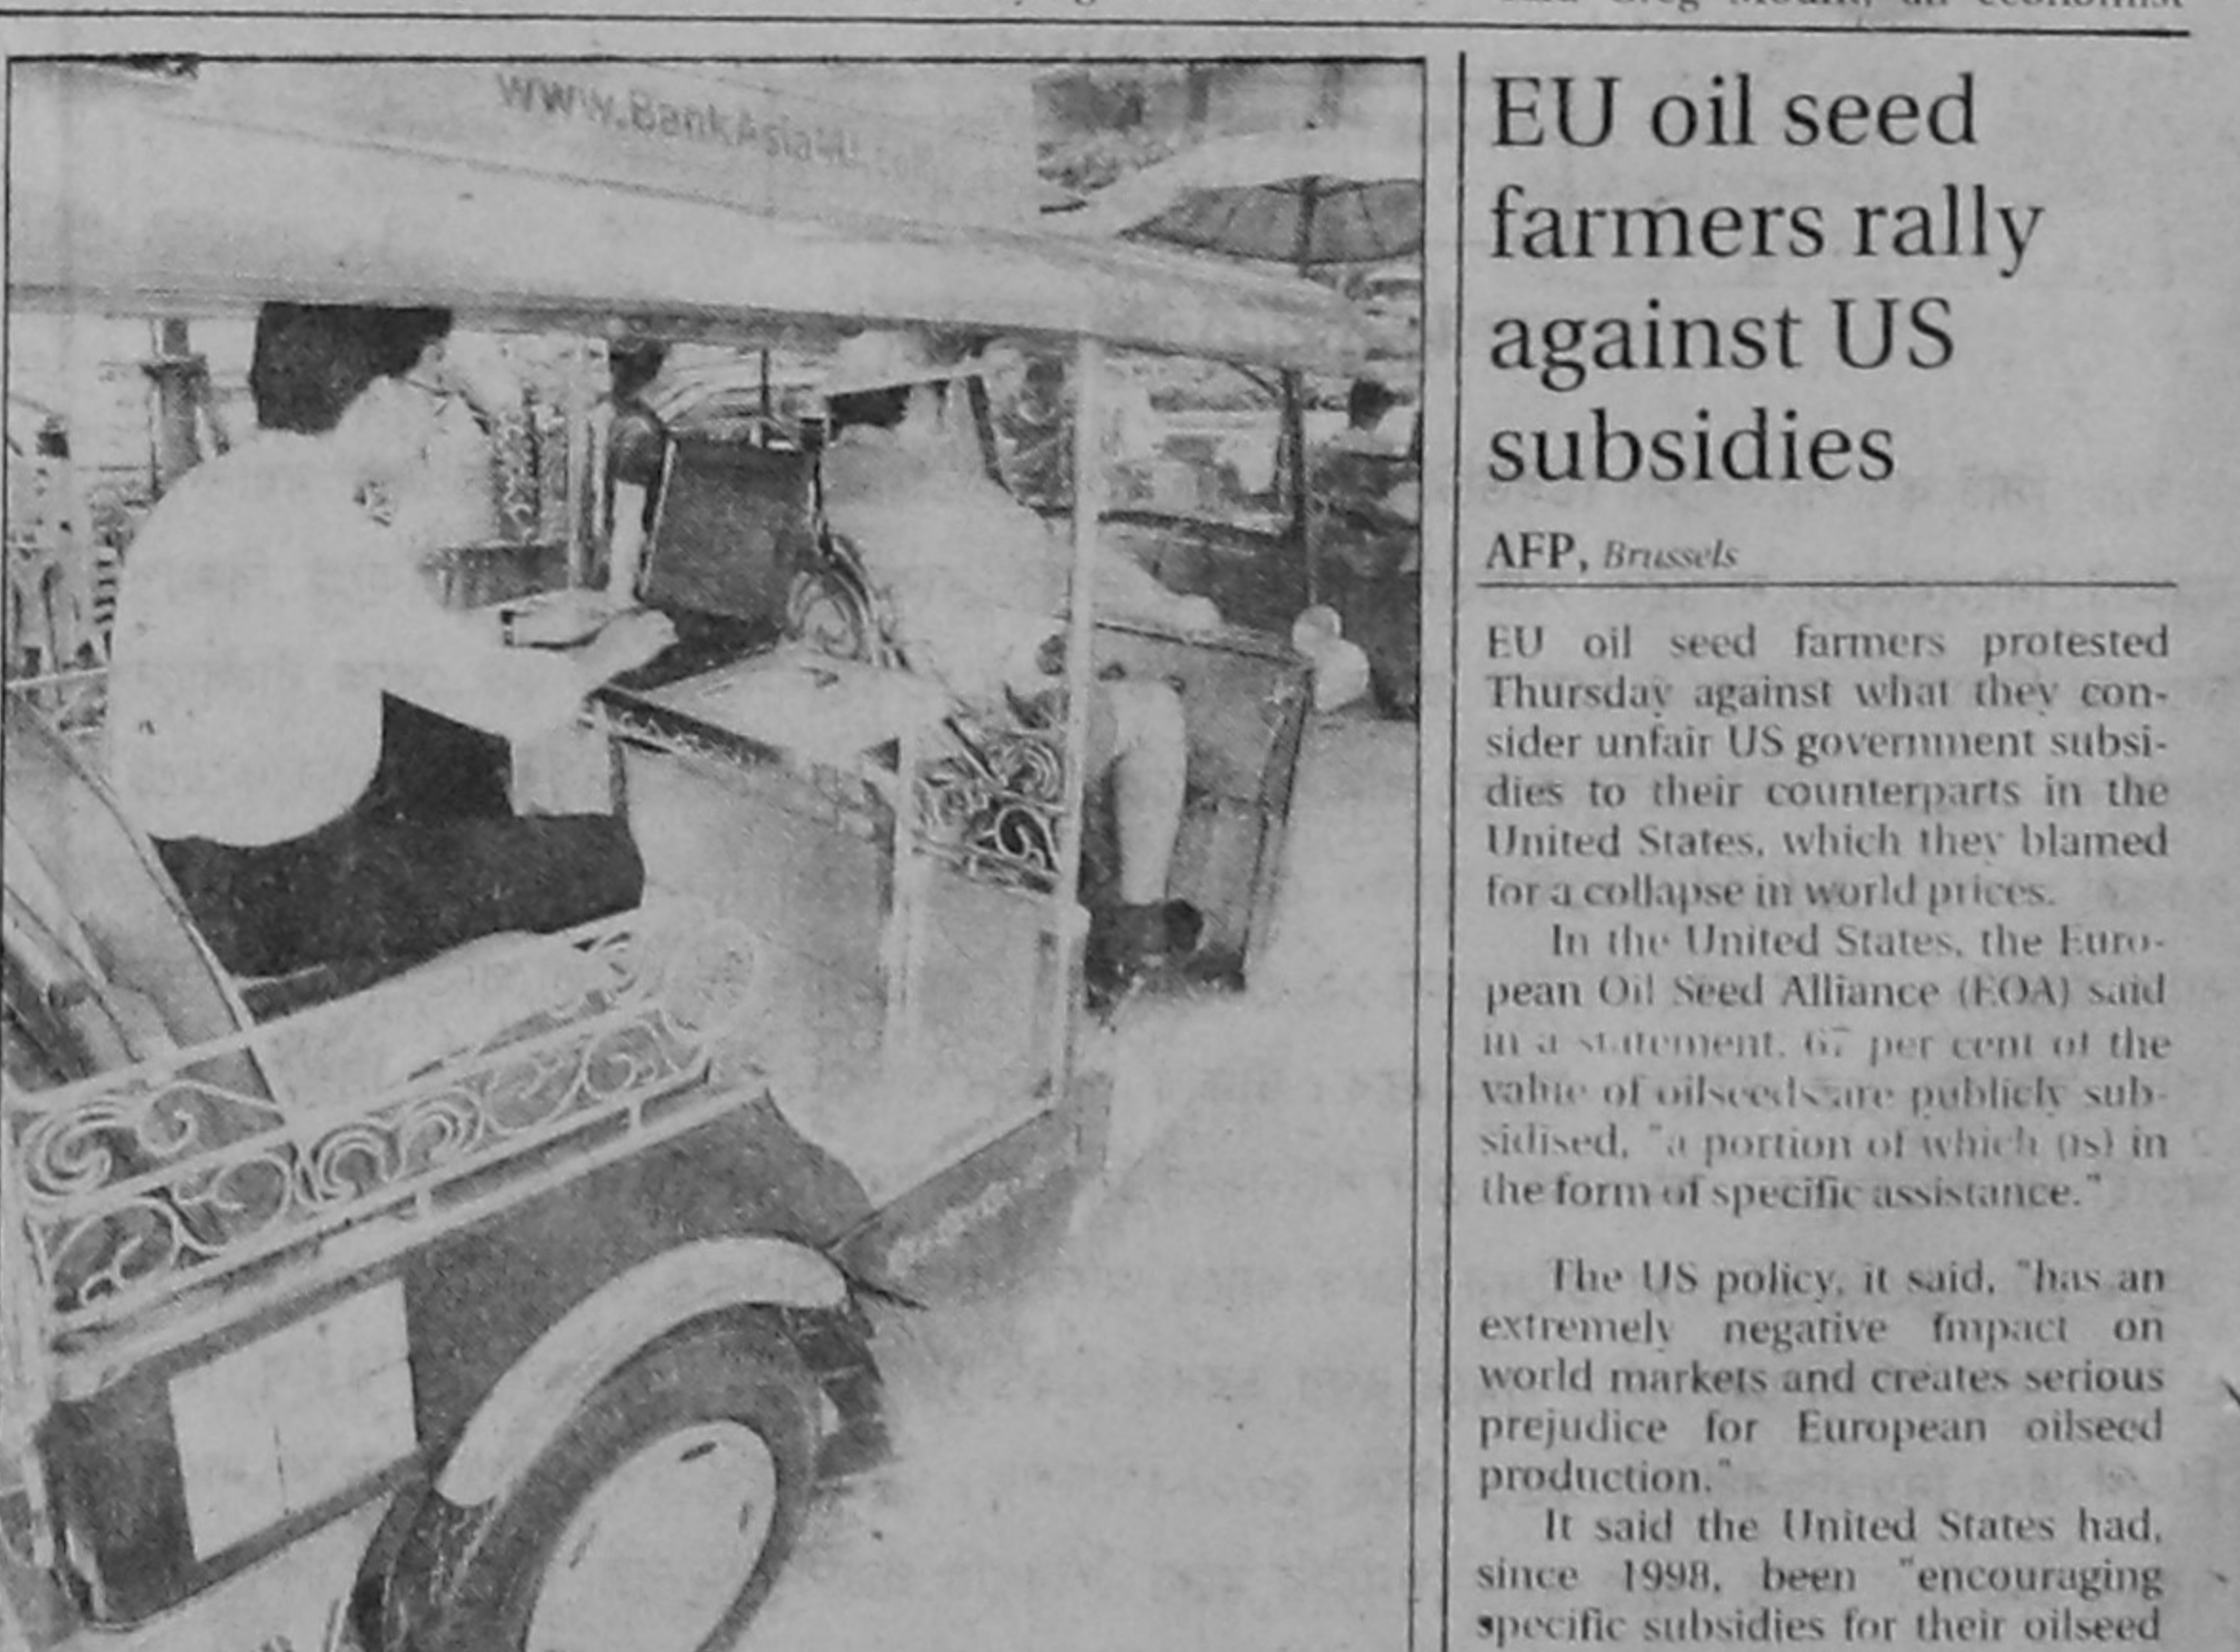 www.BankAsia4U
EU oil seed
farmers rally
against US
subsidies
AFP, Brussels
EU oil seed farmers protested
Thursday against what they con-
sider unfair US government subsi-
dies to their counterparts in the
United States, which they blamed
for a collapse in world prices.
In the United States, the Euro-
pean Oil Seed Alliance (EOA) said
in a statement, 67 per cent of the
value of oilseeds are publicly sub-
sidised, "a portion of which (is) in
the form of specific assistance."
The US policy, it said, "has an
extremely negative impact on
world markets and creates serious
prejudice for European oilseed
production."
It said the United States had,
since 1998, been "encouraging
specific subsidies for their oilseed